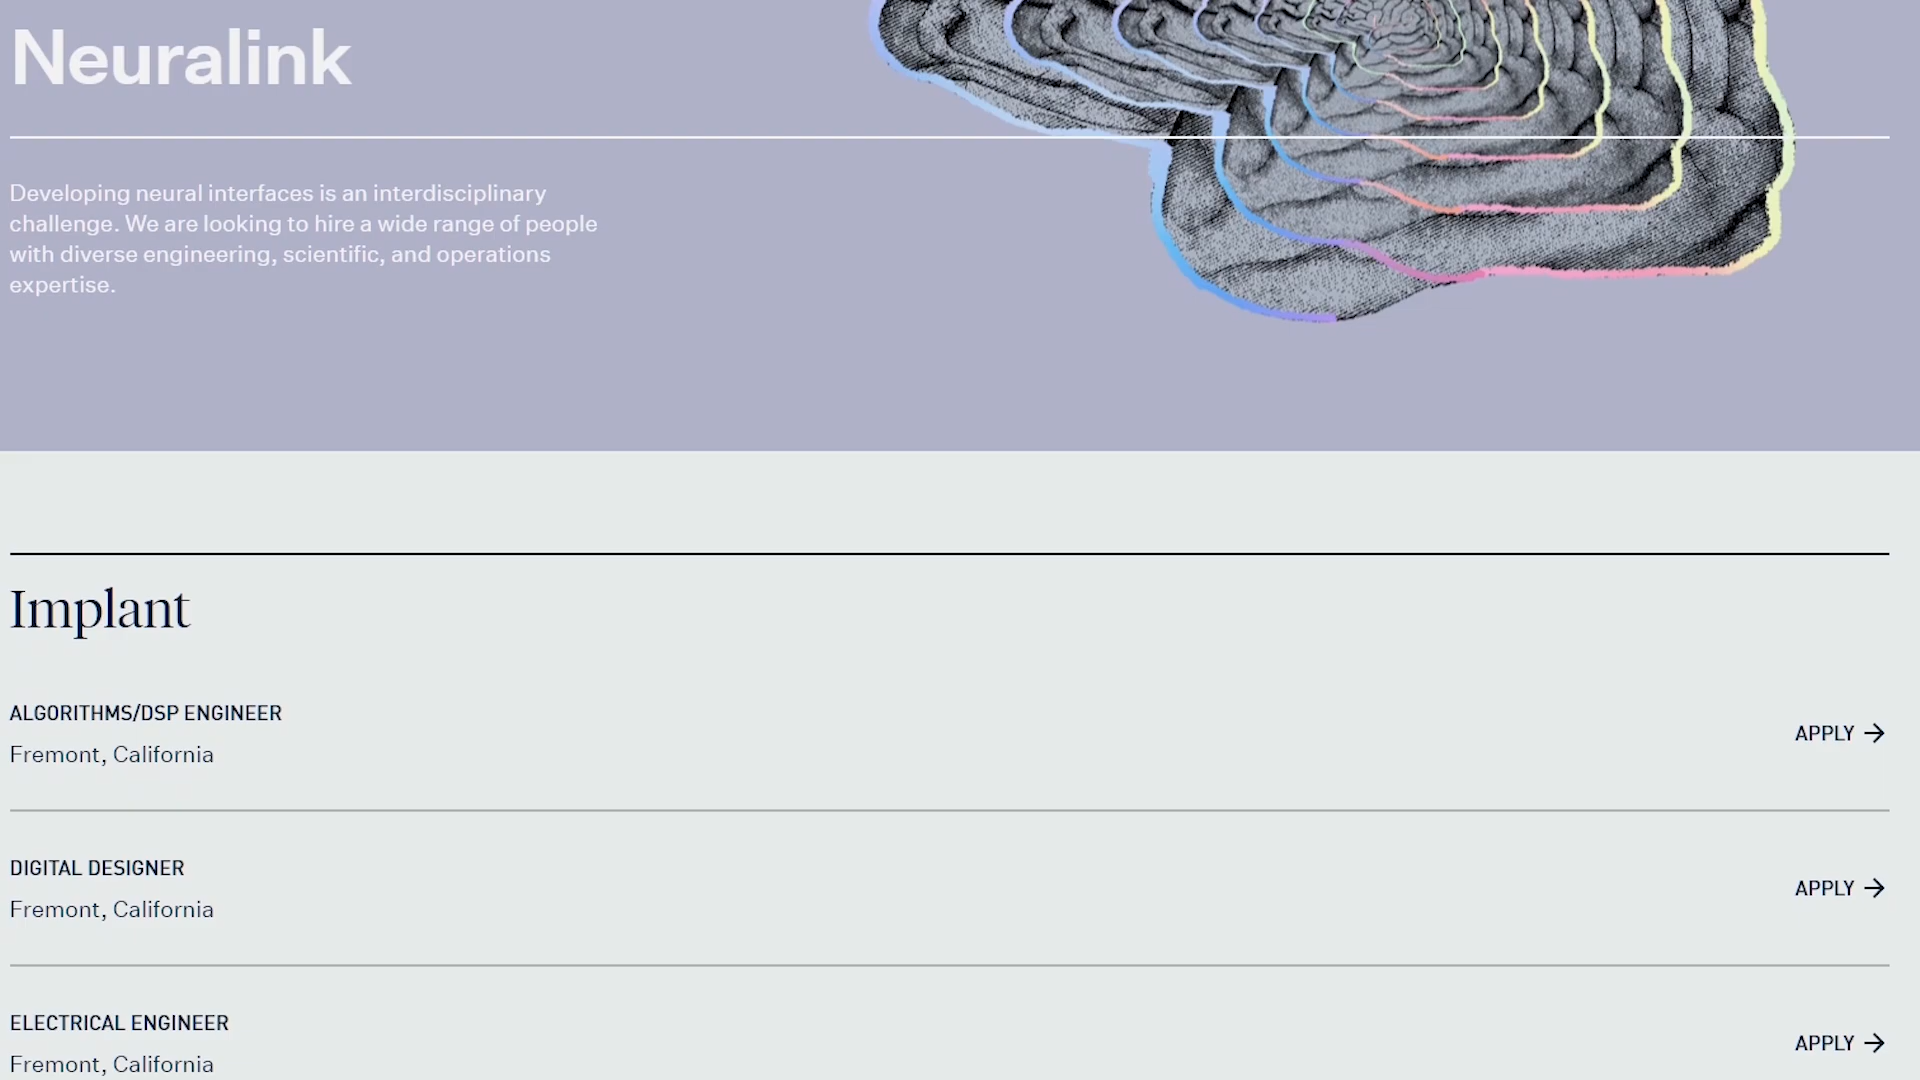 Neuralink
Developing neural interfaces is an interdisciplinary
challenge. We are looking to hire a wide range of people
with diverse engineering, scientific, and operations
expertise.
Implant
ALGORITHMS/DSP ENGINEER
Fremont, California
APPLY →
DIGITAL DESIGNER
Fremont, California
APPLY →
ELECTRICAL ENGINEER
Fremont, California
APPLY →